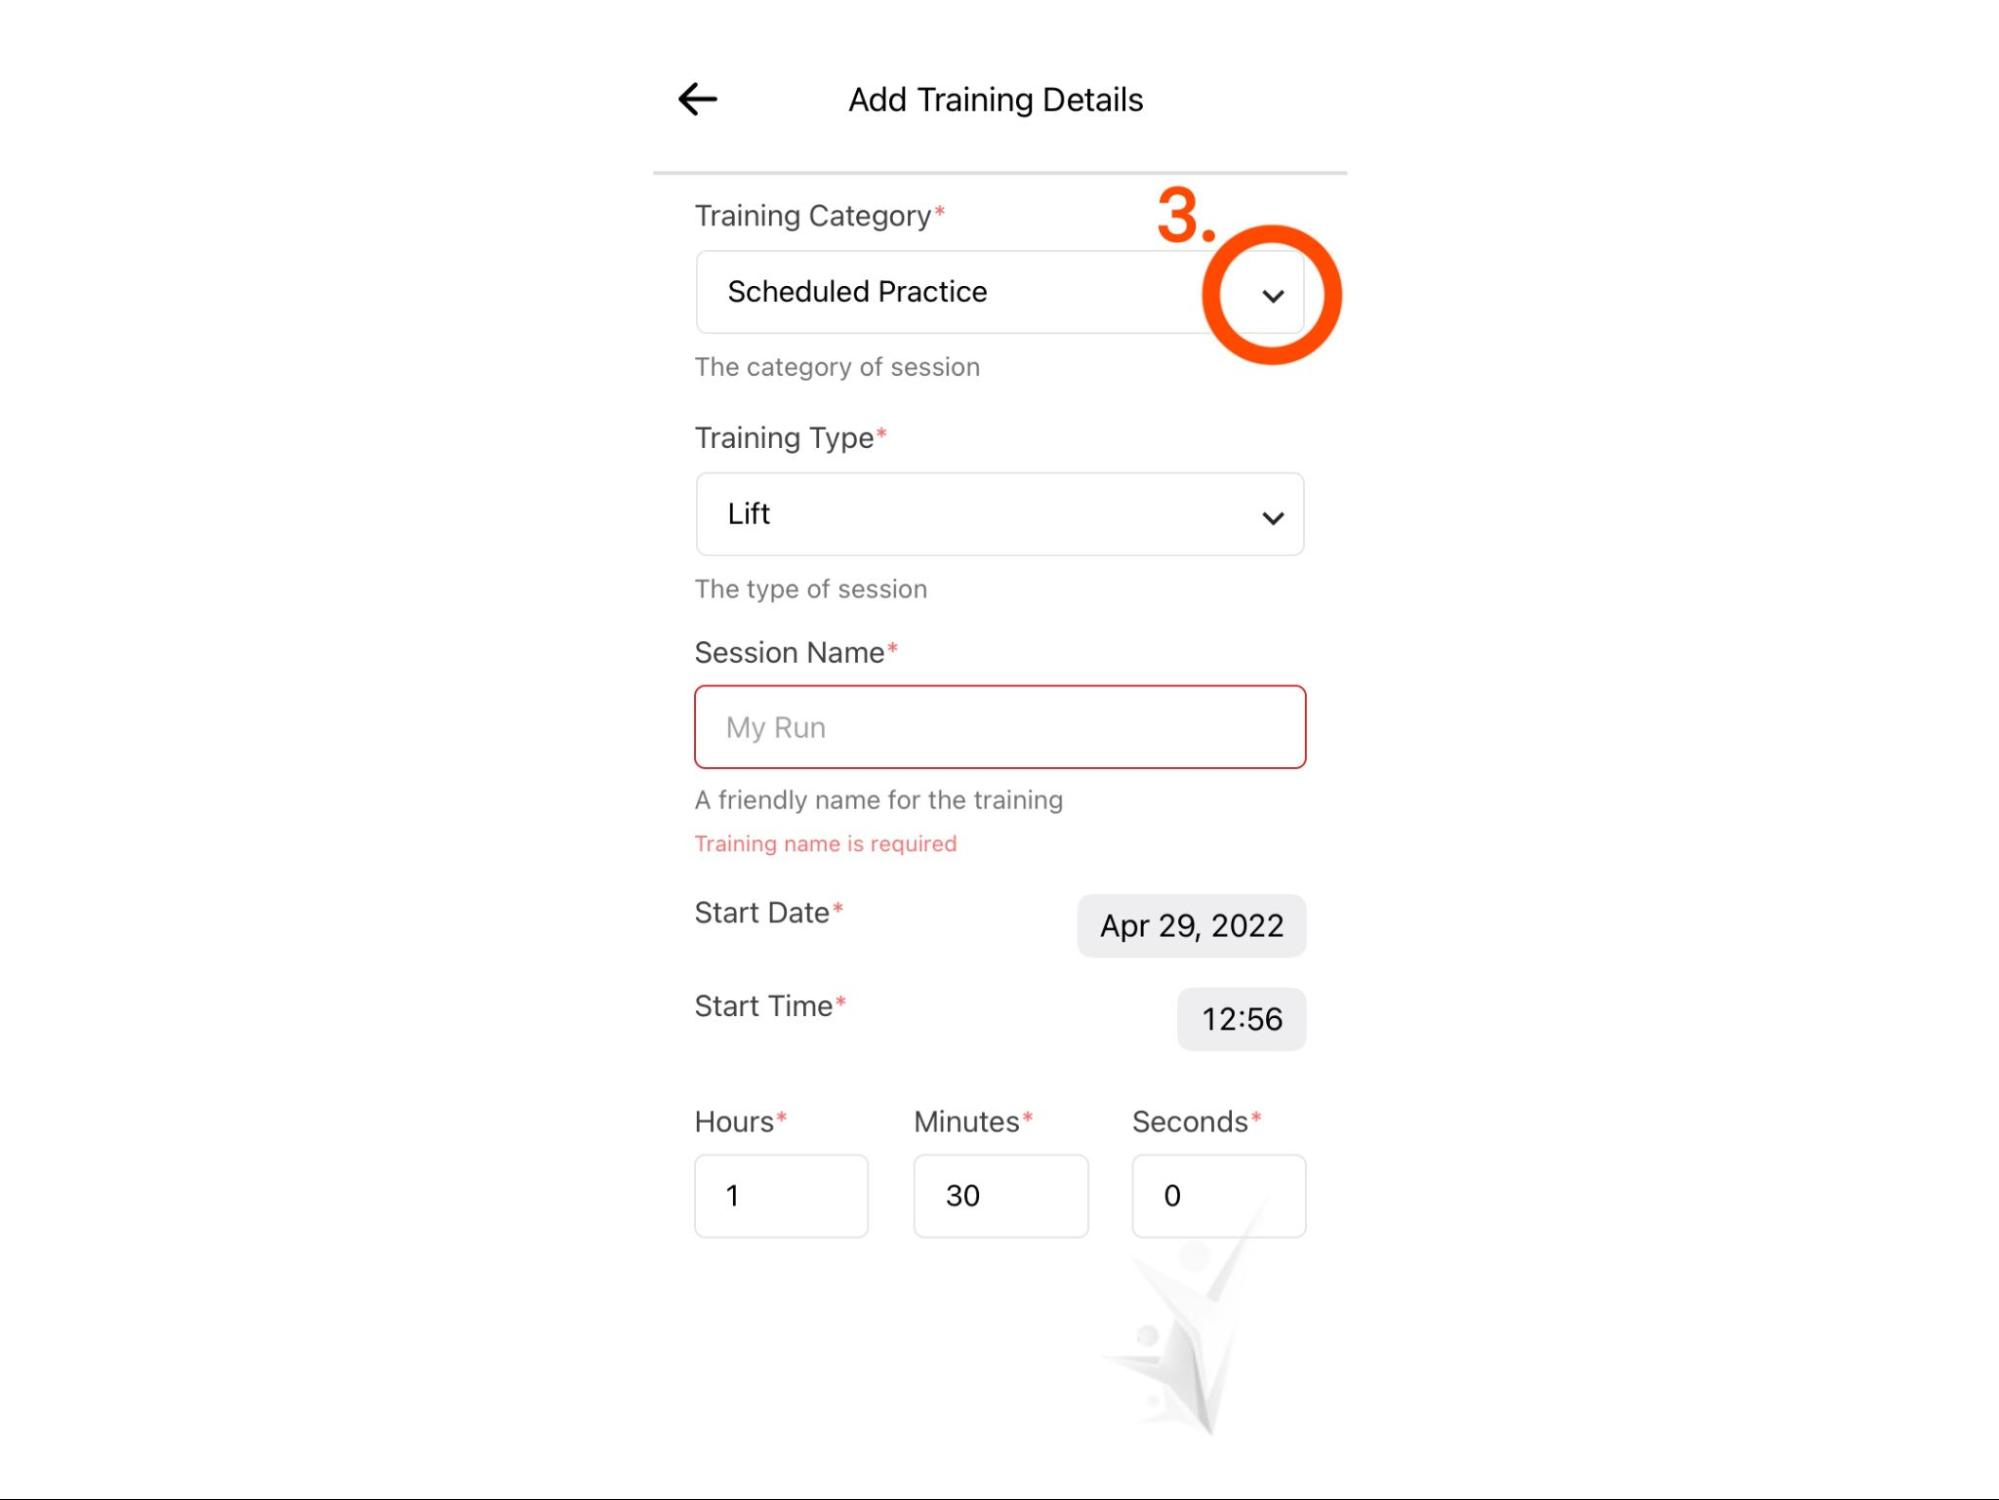 Add Training Details
3.
Training Category*
Scheduled Practice
The category of session
Training Type*
Lift
The type of session
Session Name*
My Run
A friendly name for the training
Training name is required
Start Date*
Apr 29, 2022
Start Time*
12:56
Hours* Minutes* Seconds*
1 30 0